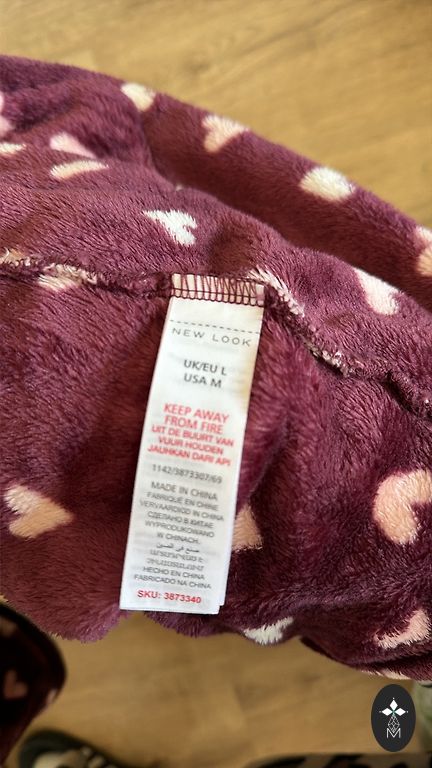 NEW LOOK
UK/EU L
USA M
KEEP AWAY
FROM FIRE
UIT DE BUURT VAN
VUUR HOUDEN
JAUHKAN DARI API
1142/3873307/69
MADE IN CHINA
FABRIQUÉ EN CHINE
VERVAARDIGD IN CHINA
СДЕЛАНО В КИТАЕ
WYPRODUKOWANO
W CHINACH.
صنع في الصين
HECHO EN CHINA
FABRICADO NA CHINA
SKU: 3873340
M